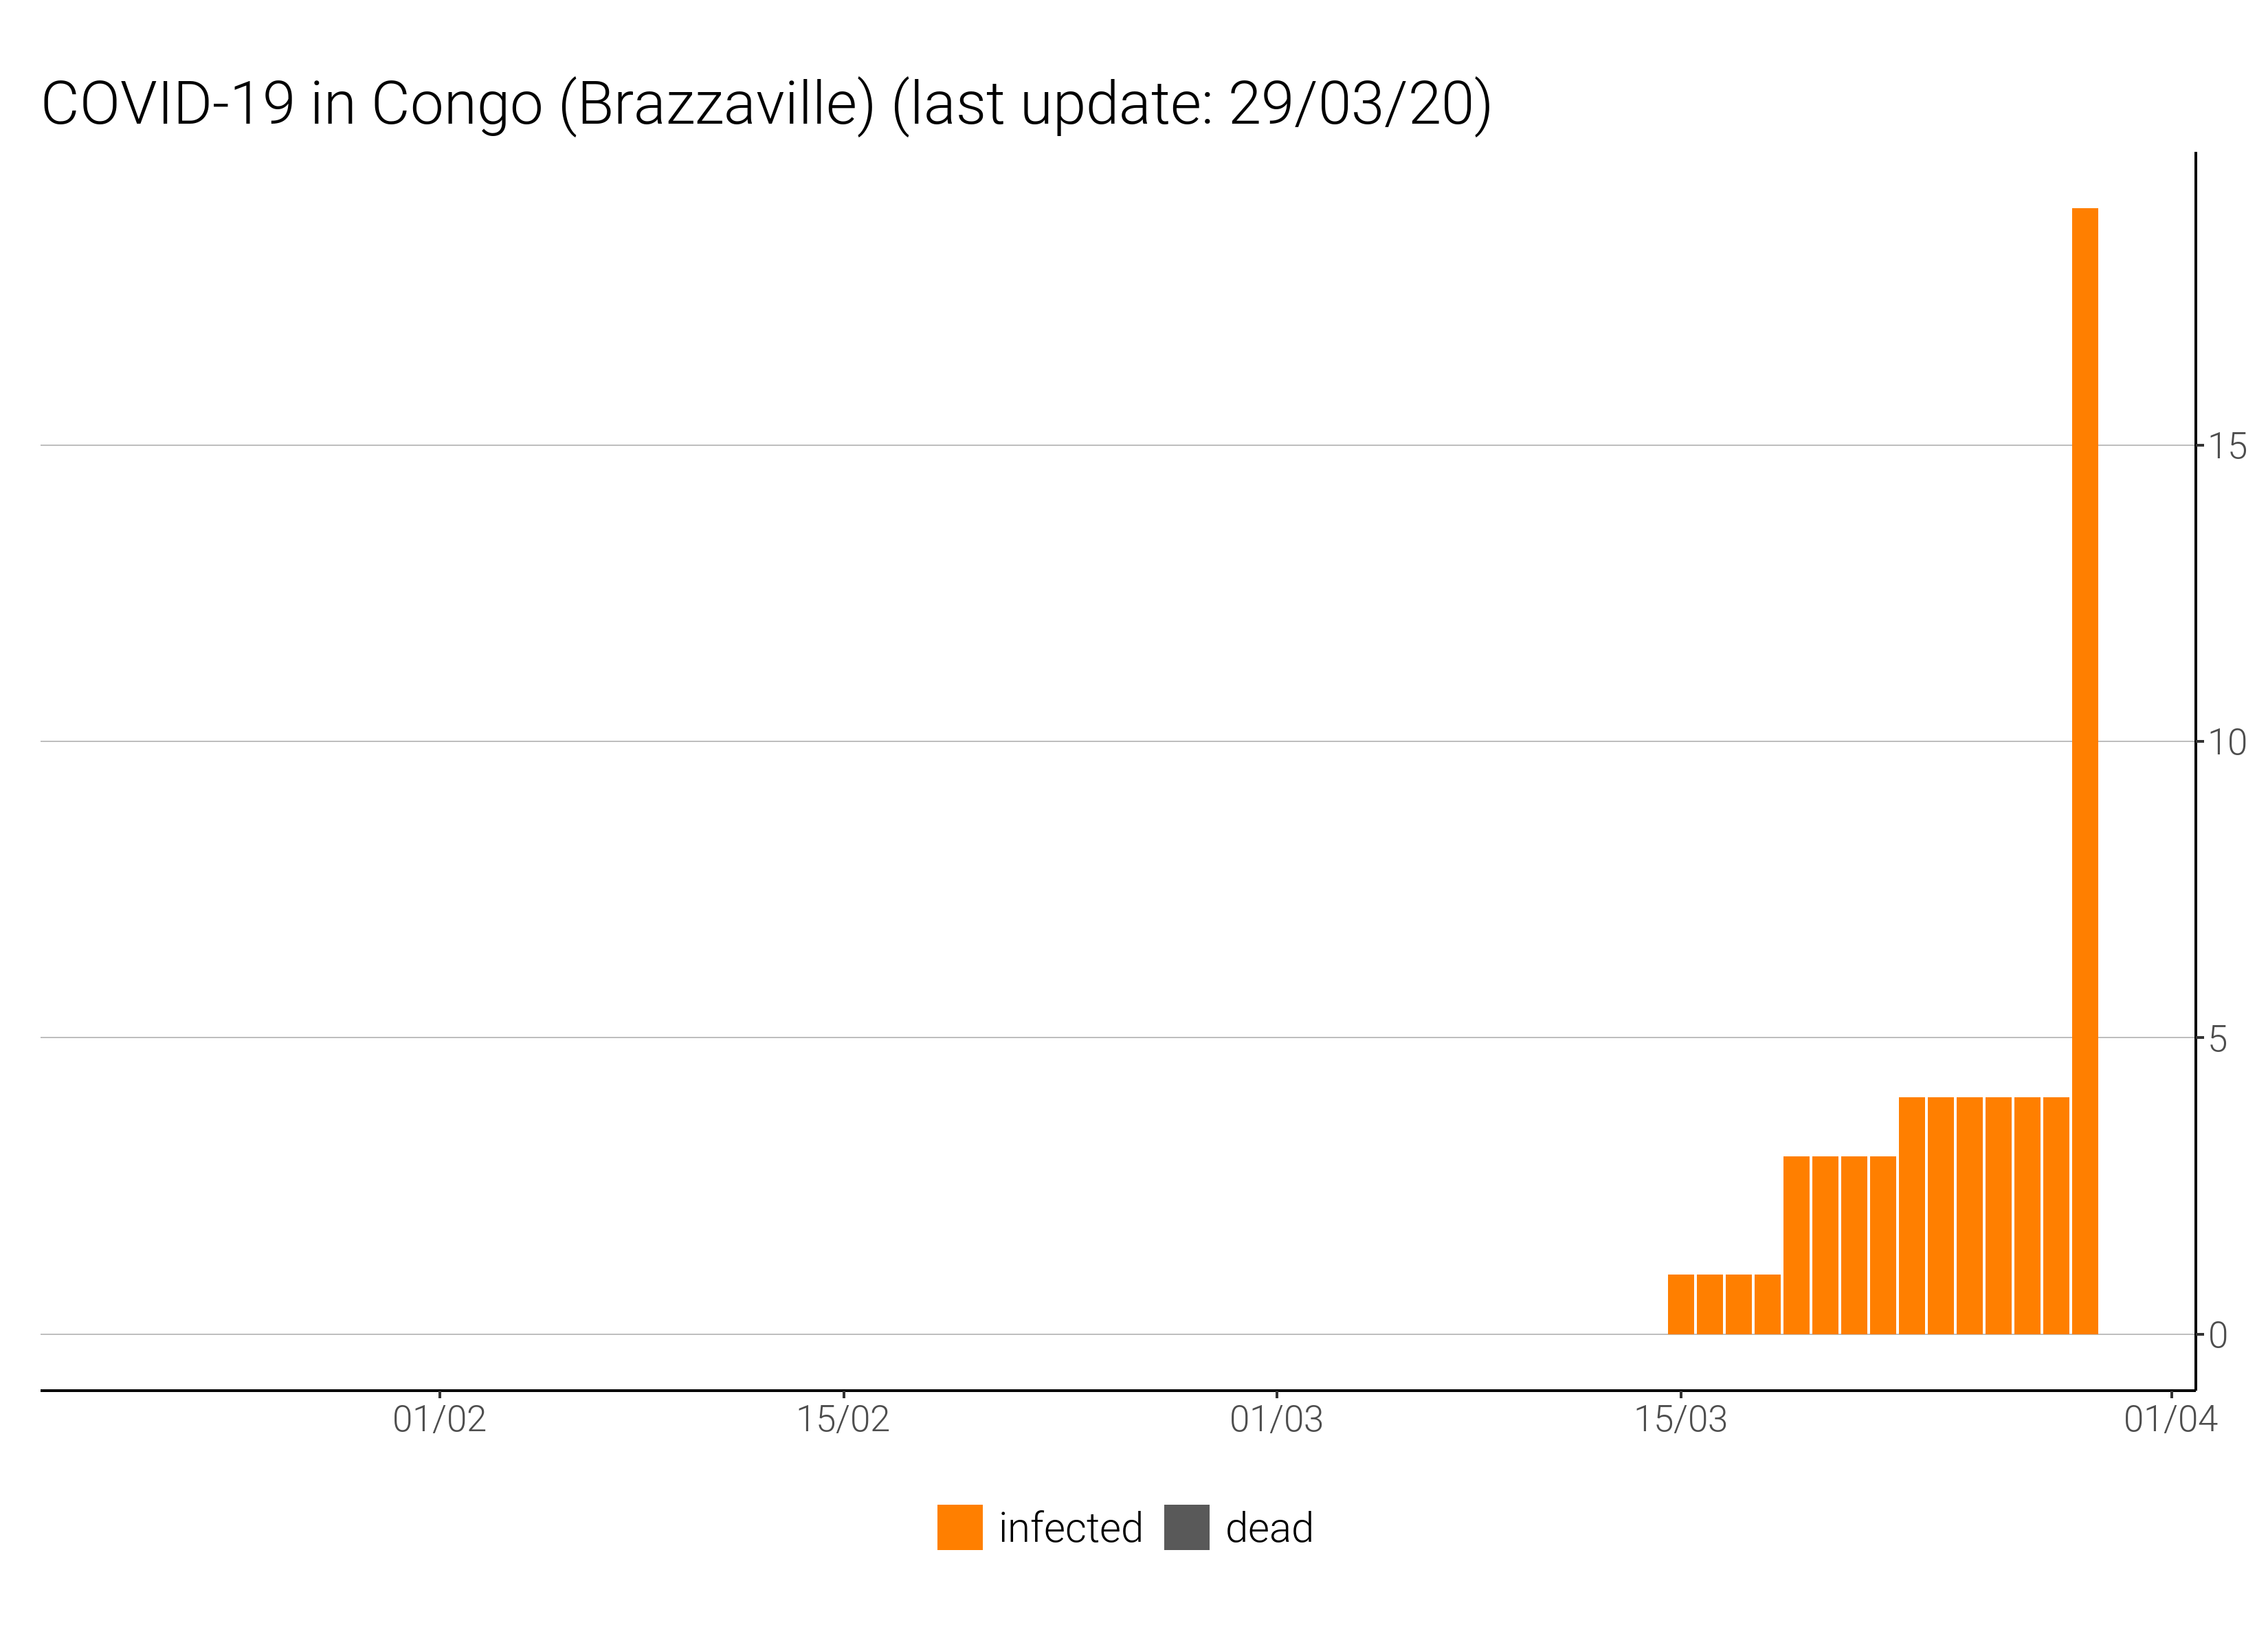 COVID-19 in Congo (Brazzaville) (last update: 29/03/20)
15
10
5
0
01/02 15/02 01/03 15/03 01/04
infected dead